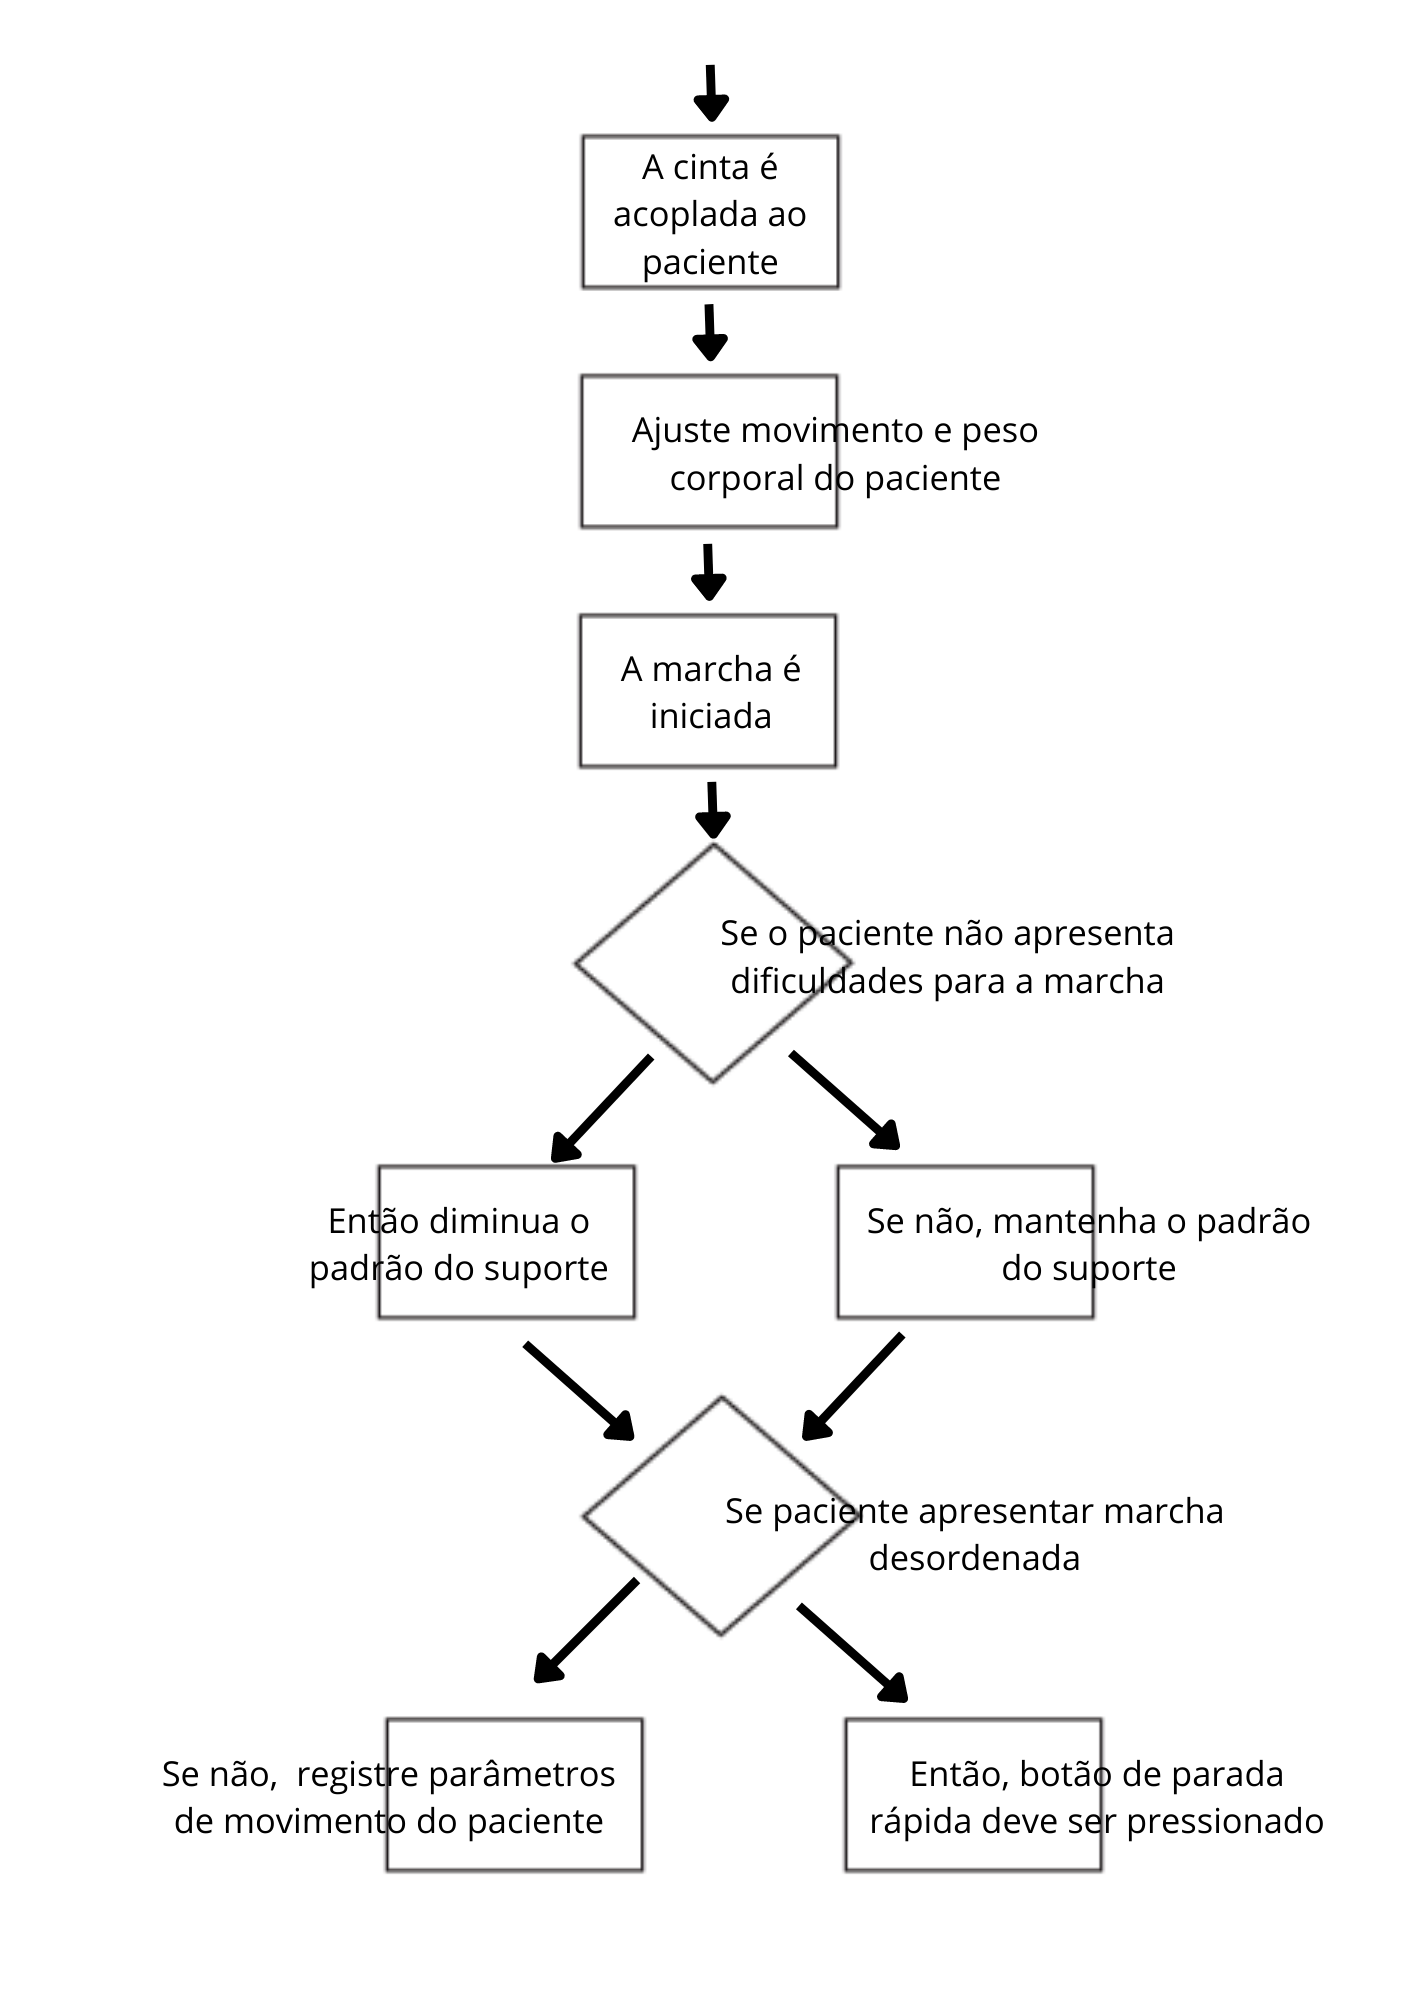 A cinta é
acoplada ao
paciente
Ajuste movimento e peso
corporal do paciente
A marcha é
iniciada
Se o paciente não apresenta
dificuldades para a marcha
Então diminua o
padrão do suporte
Se não, mantenha o padrão
do suporte
Se paciente apresentar marcha
desordenada
Se não,  registre parâmetros
de movimento do paciente
Então, botão de parada
rápida deve ser pressionado